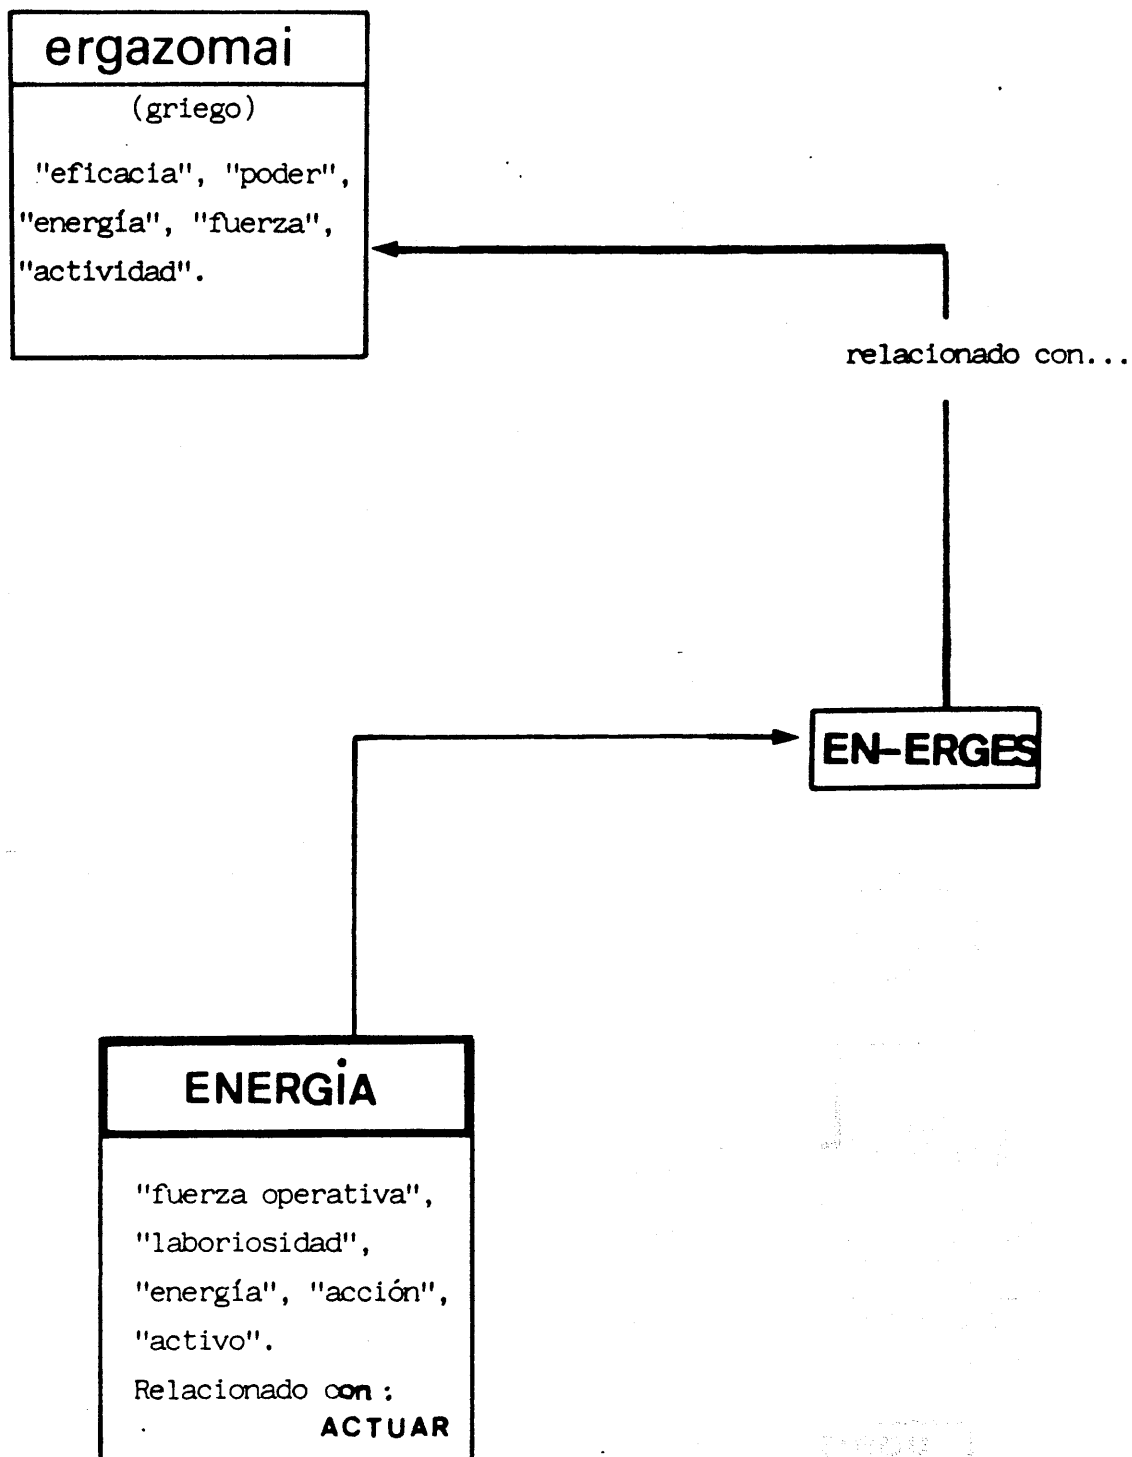 ergazomai
(griego)
"eficacia", "poder",
"energía", "fuerza",
"actividad".
relacionado con...
EN-ERGES
ENERGÍA
"fuerza operativa",
"laboriosidad",
"energía", "acción",
"activo".
Relacionado con :
ACTUAR